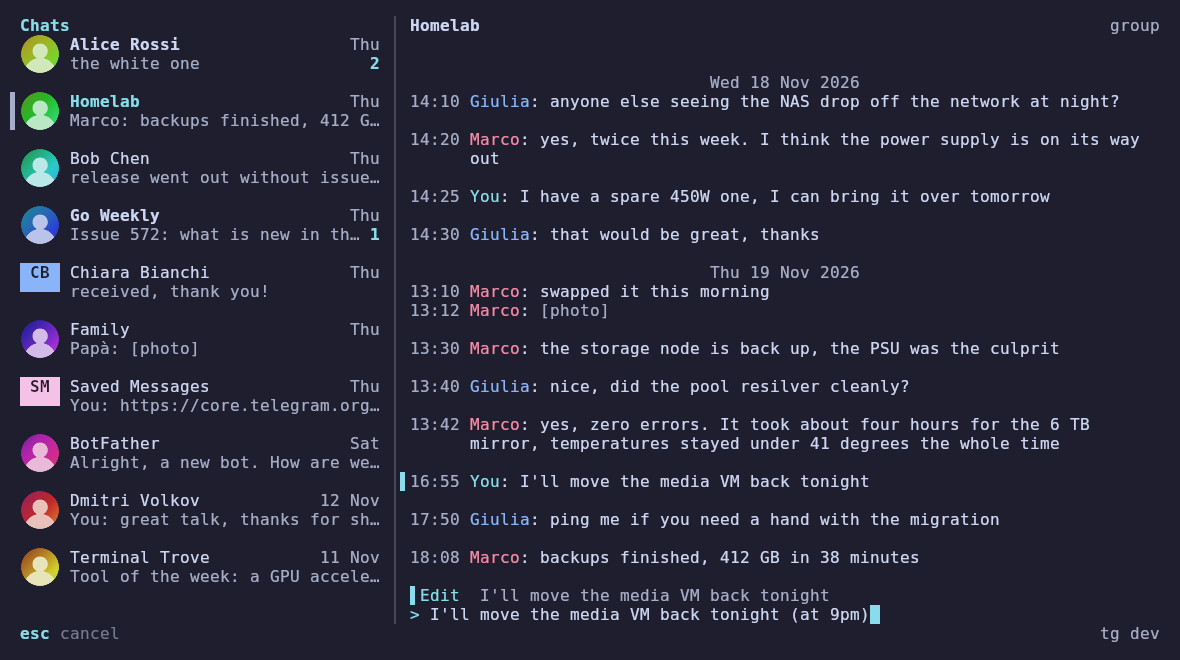 Chats
Alice Rossi Thu
the white one 2
Homelab Thu
Marco: backups finished, 412 G…
Bob Chen Thu
release went out without issue…
Go Weekly Thu
Issue 572: what is new in th… 1
CB Chiara Bianchi Thu
received, thank you!
Family Thu
Papà: [photo]
SM Saved Messages Thu
You: https://core.telegram.org…
BotFather Sat
Alright, a new bot. How are we…
Dmitri Volkov 12 Nov
You: great talk, thanks for sh…
Terminal Trove 11 Nov
Tool of the week: a GPU accele…
esc cancel
Homelab group
Wed 18 Nov 2026
14:10 Giulia: anyone else seeing the NAS drop off the network at night?
14:20 Marco: yes, twice this week. I think the power supply is on its way
out
14:25 You: I have a spare 450W one, I can bring it over tomorrow
14:30 Giulia: that would be great, thanks
Thu 19 Nov 2026
13:10 Marco: swapped it this morning
13:12 Marco: [photo]
13:30 Marco: the storage node is back up, the PSU was the culprit
13:40 Giulia: nice, did the pool resilver cleanly?
13:42 Marco: yes, zero errors. It took about four hours for the 6 TB
mirror, temperatures stayed under 41 degrees the whole time
16:55 You: I'll move the media VM back tonight
17:50 Giulia: ping me if you need a hand with the migration
18:08 Marco: backups finished, 412 GB in 38 minutes
Edit I'll move the media VM back tonight
> I'll move the media VM back tonight (at 9pm)
tg dev